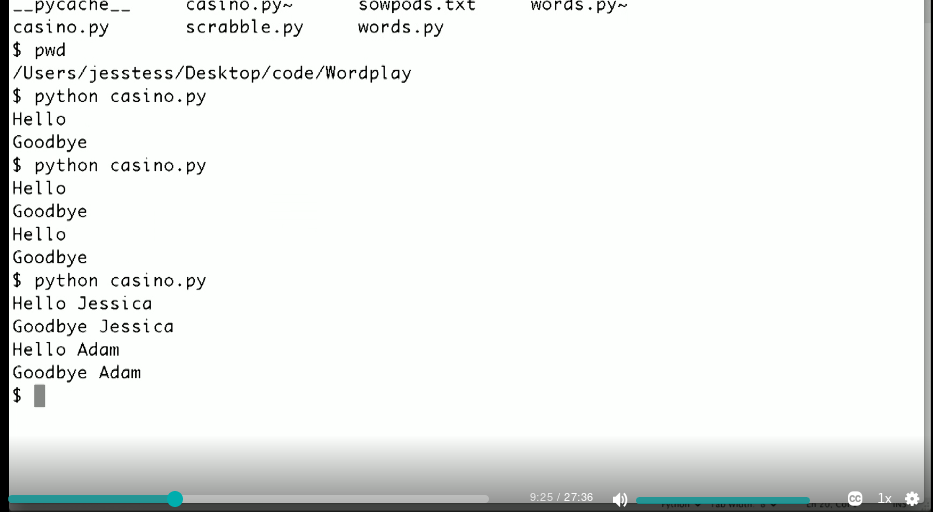 __pycache__ casino.py~ sowpods.txt words.py~
casino.py scrabble.py words.py
$ pwd
/Users/jesstess/Desktop/code/Wordplay
$ python casino.py
Hello
Goodbye
$ python casino.py
Hello
Goodbye
Hello
Goodbye
$ python casino.py
Hello Jessica
Goodbye Jessica
Hello Adam
Goodbye Adam
$
9:25 / 27:36 CC 1x